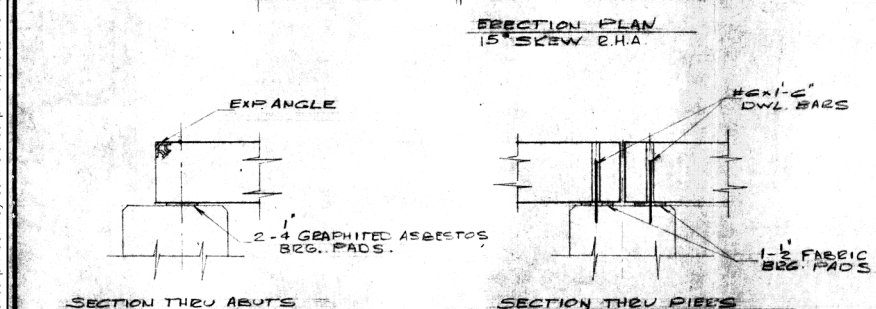 ERECTION PLAN
15° SKEW R.H.A.
EXP. ANGLE
#6x1'-6"
DWL. BARS
2-1/4" GRAPHITED ASBESTOS
BRG. PADS.
1-1/2" FABRIC
BRG. PADS
SECTION THRU ABUTS
SECTION THRU PIERS